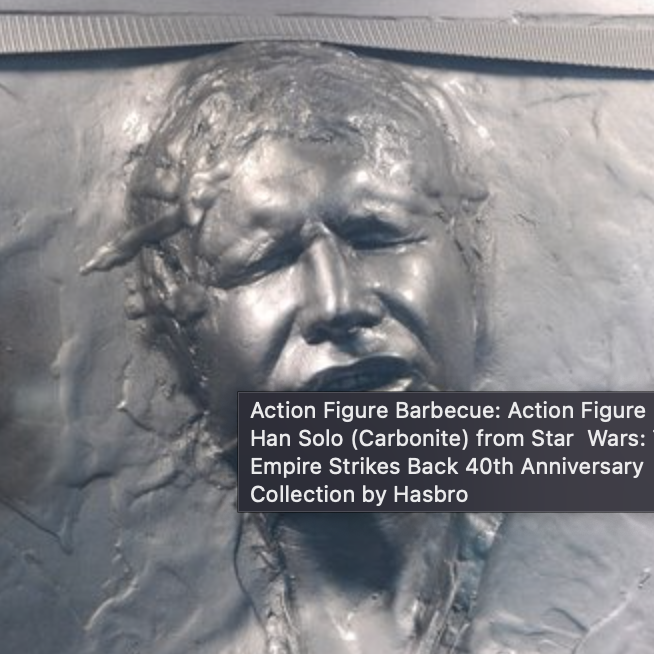 Action Figure Barbecue: Action Figure
Han Solo (Carbonite) from Star  Wars:
Empire Strikes Back 40th Anniversary
Collection by Hasbro